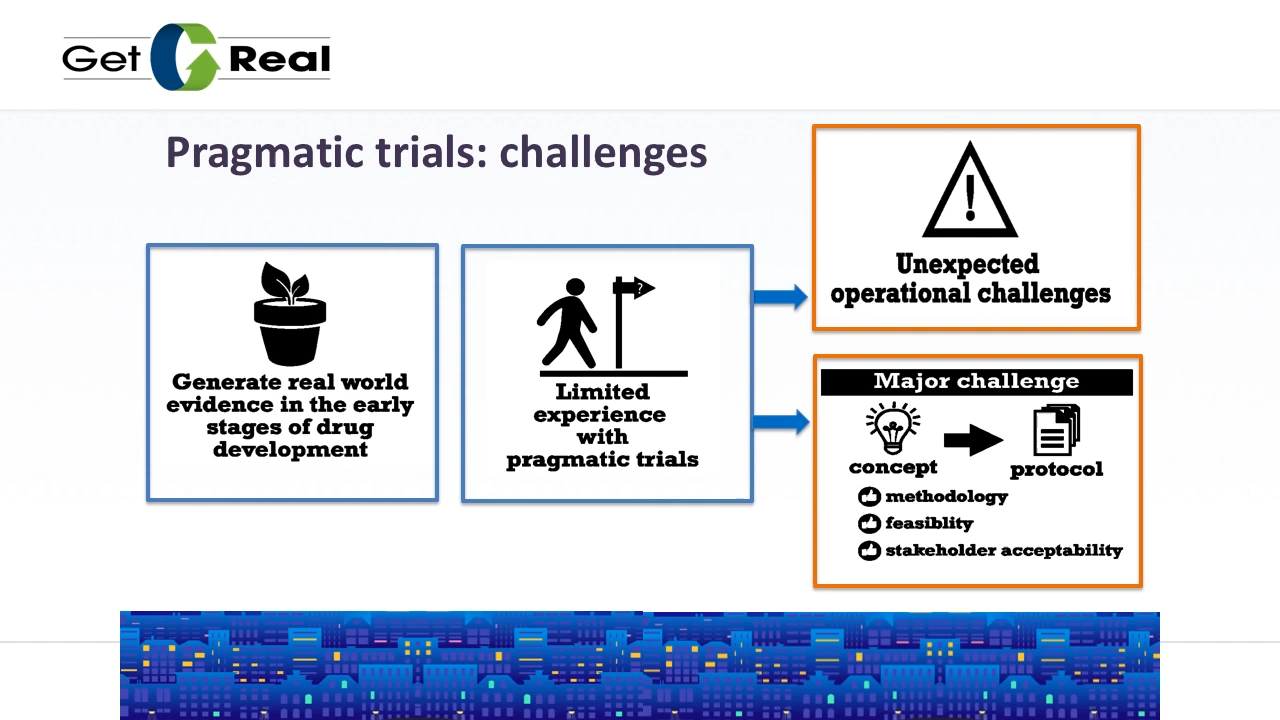 Get Real
Pragmatic trials: challenges
Generate real world
evidence in the early
stages of drug
development
?
Limited
experience
with
pragmatic trials
!
Unexpected
operational challenges
Major challenge
concept
protocol
methodology
feasiblity
stakeholder acceptability